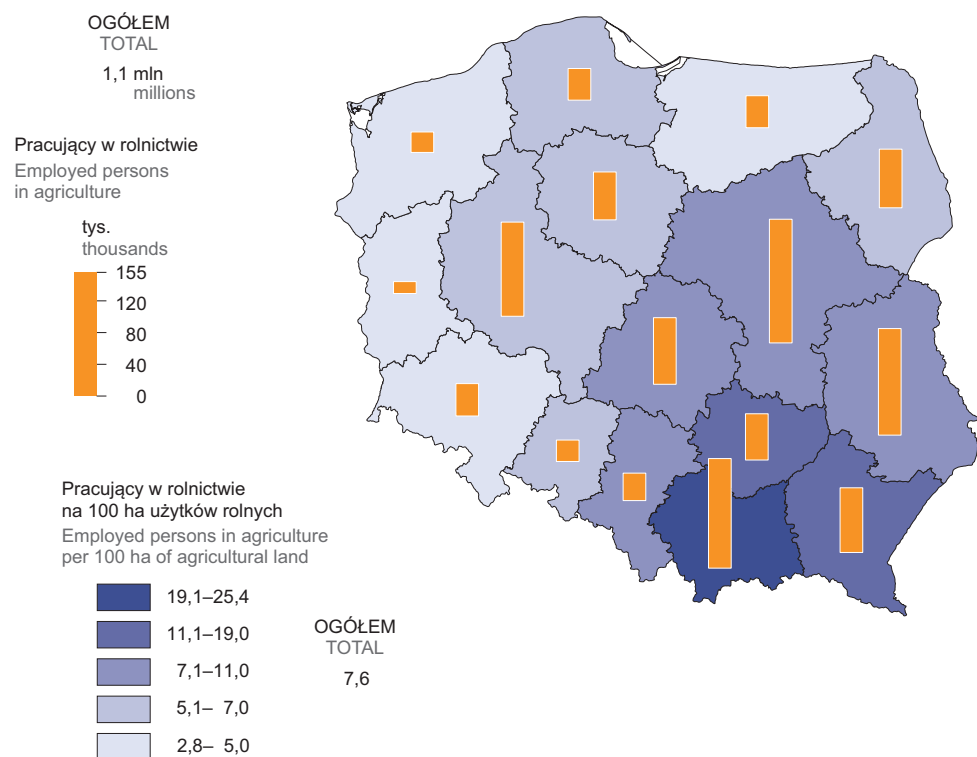 OGÓŁEM
TOTAL
1,1 mln
millions
Pracujący w rolnictwie
Employed persons
in agriculture
tys.
thousands
155
120
80
40
0
Pracujący w rolnictwie
na 100 ha użytków rolnych
Employed persons in agriculture
per 100 ha of agricultural land
19,1–25,4
11,1–19,0
7,1–11,0
5,1– 7,0
2,8– 5,0
OGÓŁEM
TOTAL
7,6